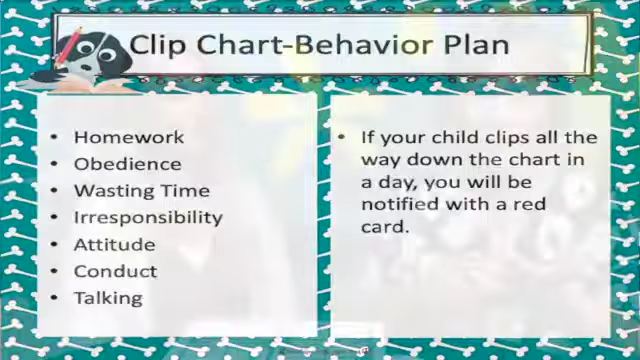 Clip Chart-Behavior Plan
• Homework
• Obedience
• Wasting Time
• Irresponsibility
• Attitude
• Conduct
• Talking
• If your child clips all the
way down the chart in
a day, you will be
notified with a red
card.